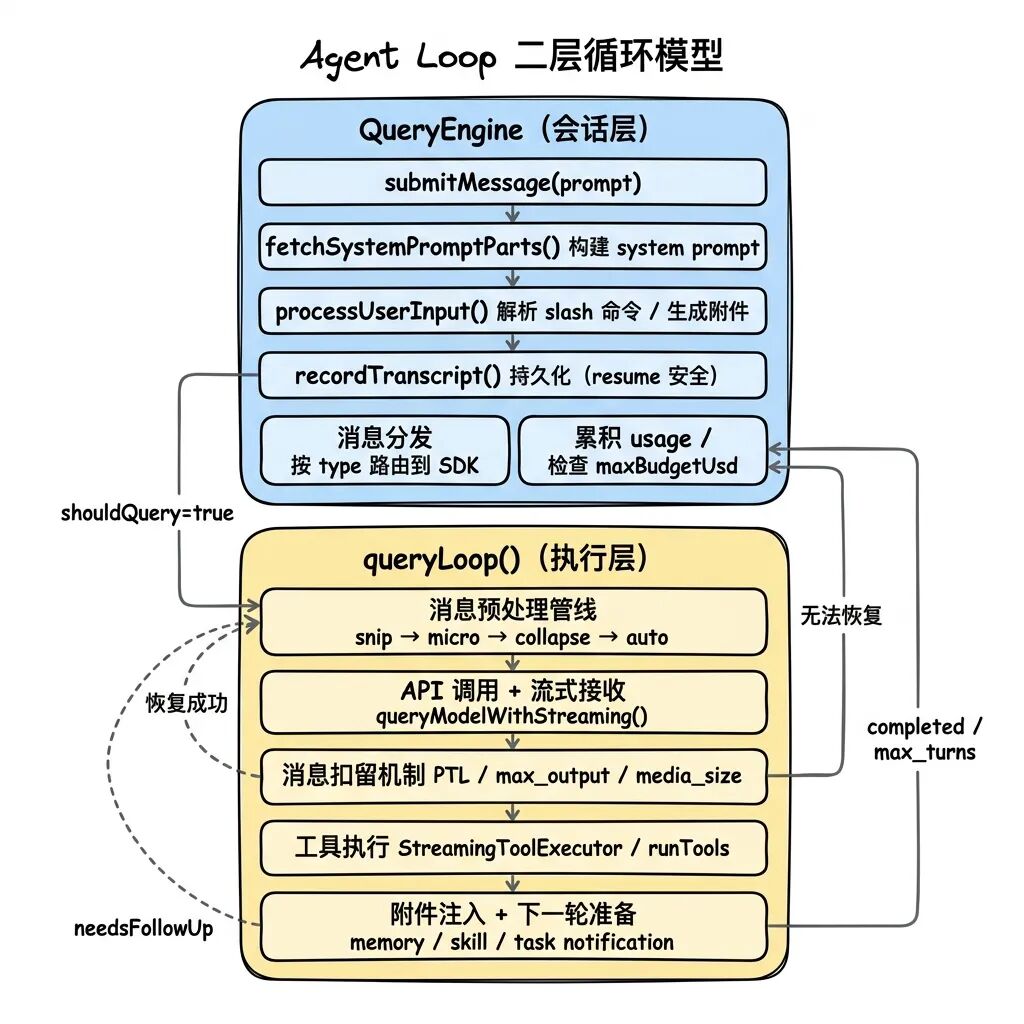 Agent Loop 二层循环模型
QueryEngine（会话层）
submitMessage(prompt)
fetchSystemPromptParts() 构建 system prompt
processUserInput() 解析 slash 命令 / 生成附件
recordTranscript() 持久化（resume 安全）
消息分发
按 type 路由到 SDK
累积 usage /
检查 maxBudgetUsd
shouldQuery=true
queryLoop()（执行层）
消息预处理管线
snip → micro → collapse → auto
无法恢复
API 调用 + 流式接收
queryModelWithStreaming()
恢复成功
completed /
max_turns
消息扣留机制 PTL / max_output / media_size
工具执行 StreamingToolExecutor / runTools
附件注入 + 下一轮准备
memory / skill / task notification
needsFollowUp